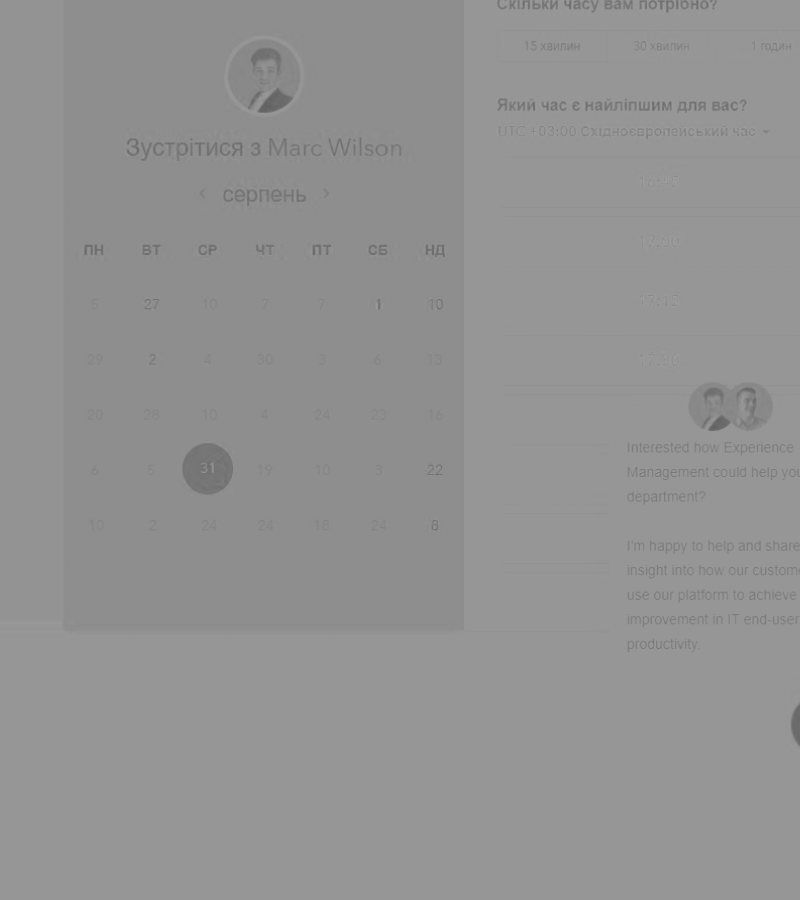 Скільки часу вам потрібно?
15 хвилин 30 хвилин 1 годин
Який час є найліпшим для вас?
UTC +03:00 Східноєвропейський час
Зустрітися з Marc Wilson
серпень
ПН ВТ СР ЧТ ПТ СБ НД
5 27 10 7 7 1 10
29 2 4 30 3 6 13
20 28 10 4 24 23 16
6 5 31 19 10 3 22
10 2 24 24 18 24 8
17:15
Interested how Experience
Management could help you
department?
I'm happy to help and share
insight into how our custome
use our platform to achieve
improvement in IT end-user
productivity.